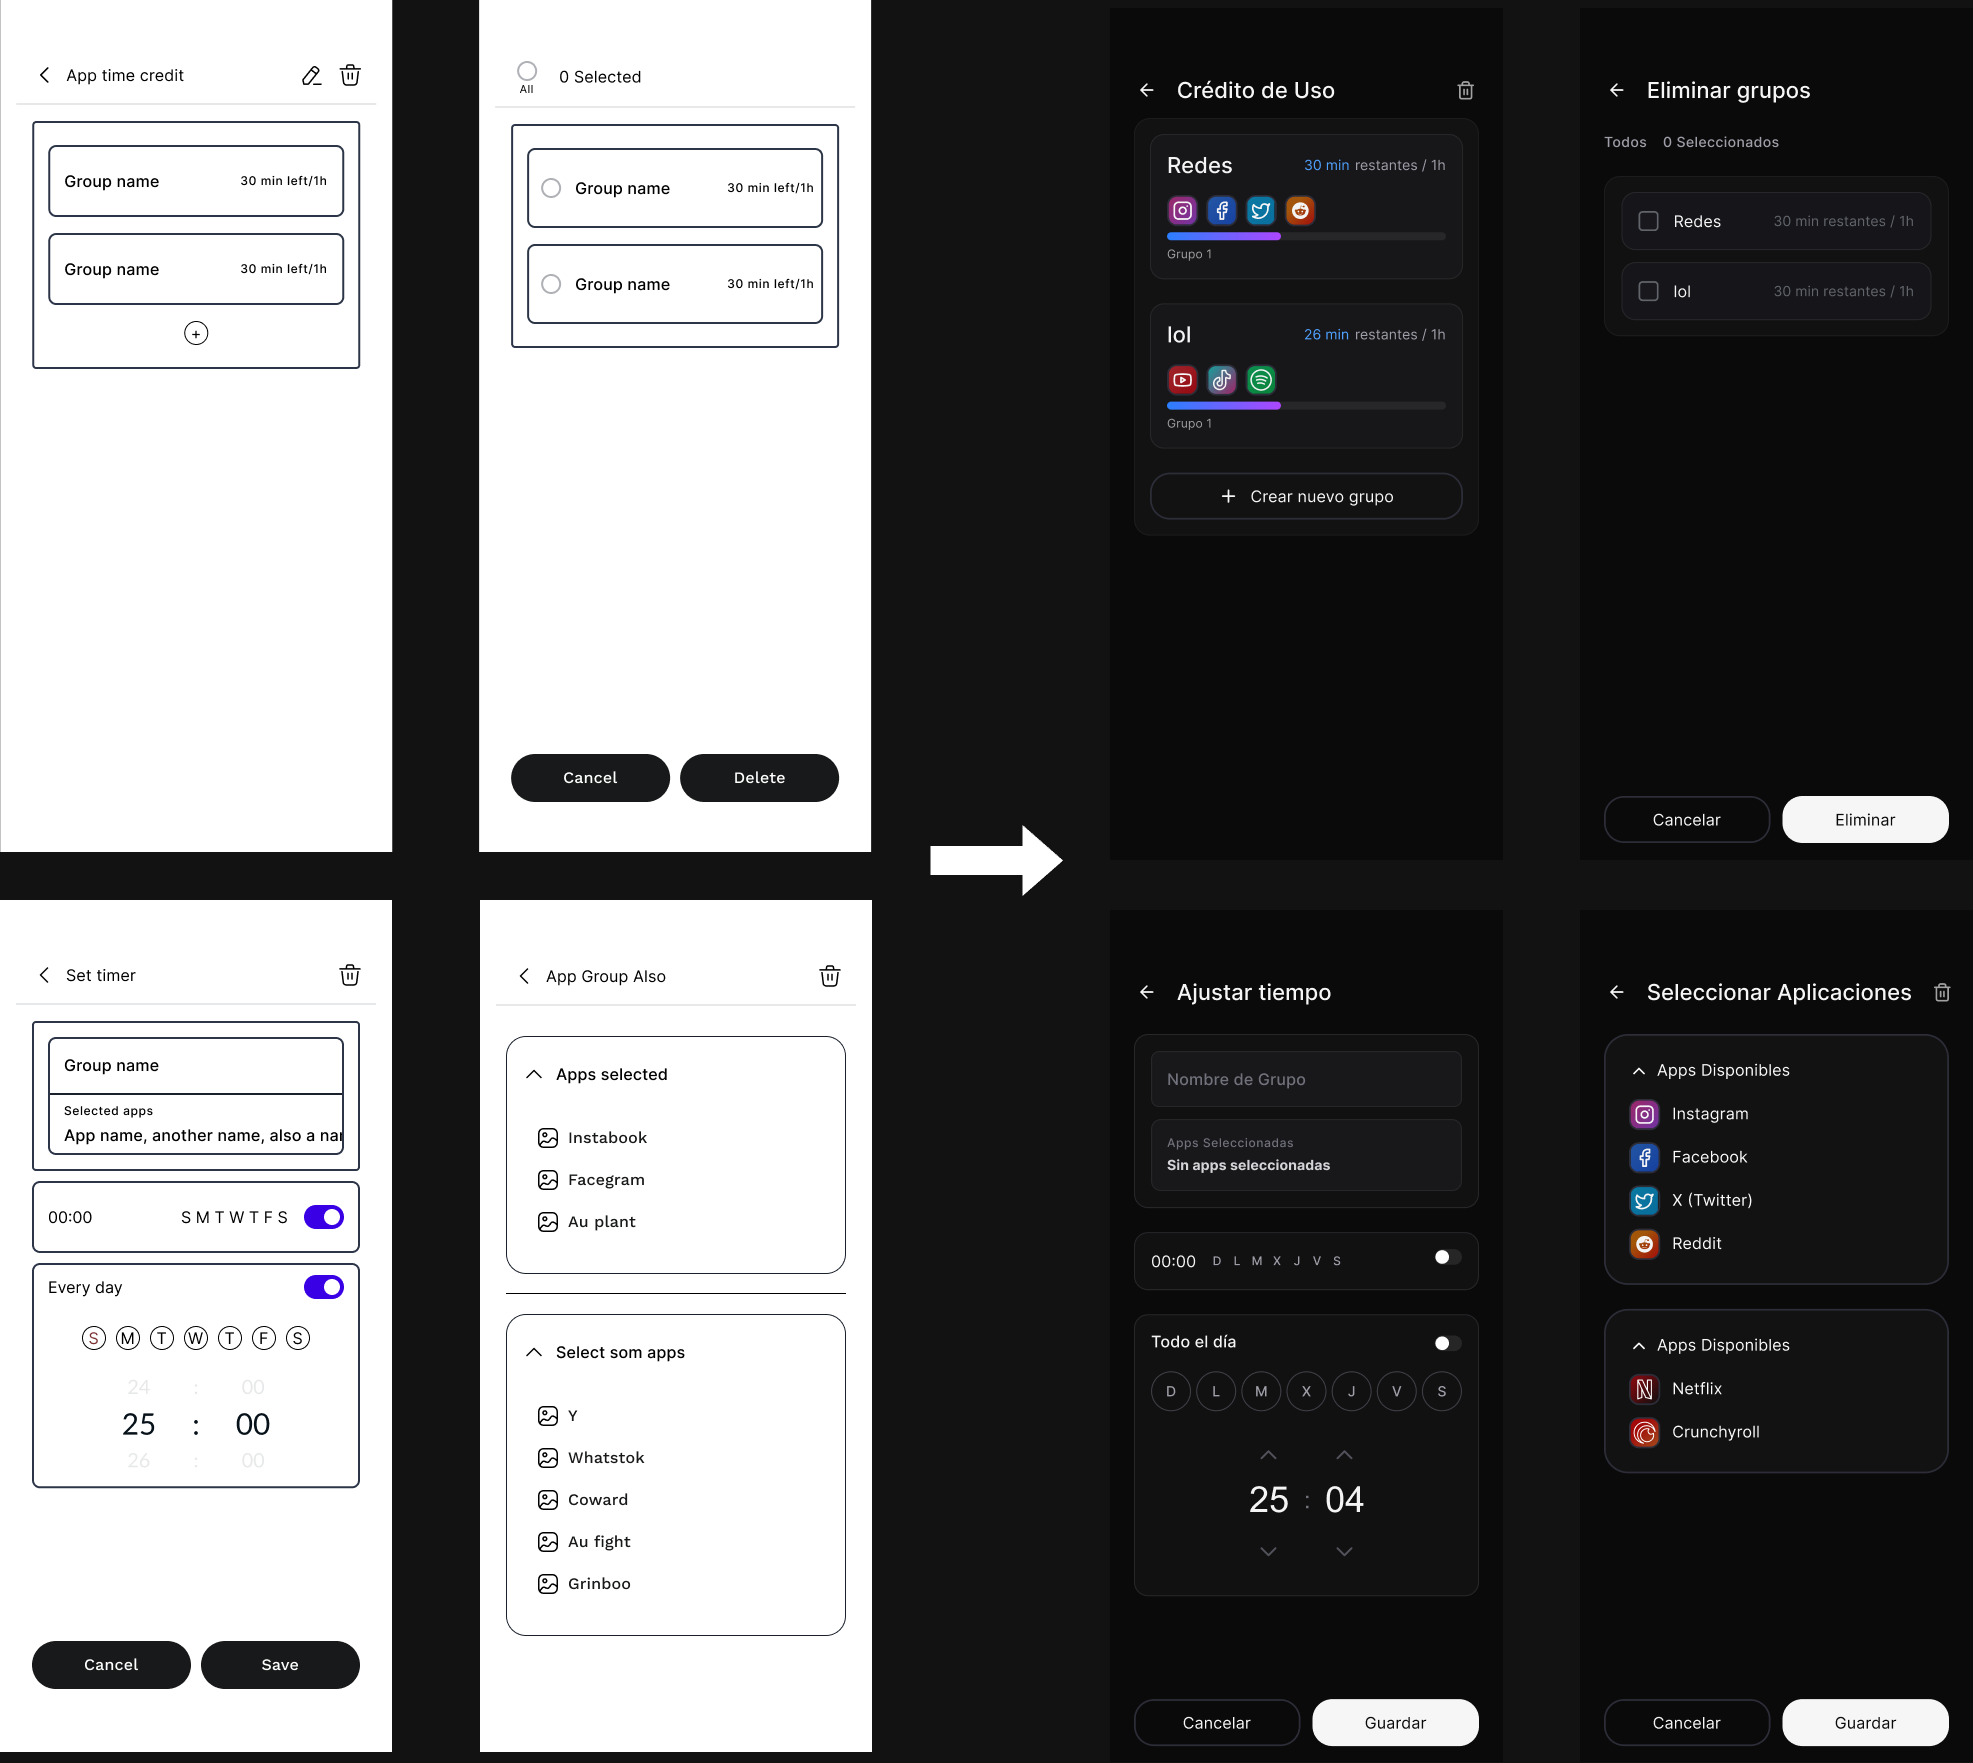 App time credit
Group name 30 min left/1h
Group name 30 min left/1h
All 0 Selected
Group name 30 min left/1h
Group name 30 min left/1h
Cancel Delete
Set timer
Group name
Selected apps
App name, another name, also a nar
00:00 S M T W T F S
Every day
S M T W T F S
24 : 00
25 : 00
26 : 00
Cancel Save
App Group Also
Apps selected
Instabook
Facegram
Au plant
Select som apps
Y
Whatstok
Coward
Au fight
Grinboo
Crédito de Uso
Redes 30 min restantes / 1h
Grupo 1
lol 26 min restantes / 1h
Grupo 1
Crear nuevo grupo
Eliminar grupos
Todos 0 Seleccionados
Redes 30 min restantes / 1h
lol 30 min restantes / 1h
Cancelar Eliminar
Ajustar tiempo
Nombre de Grupo
Apps Seleccionadas
Sin apps seleccionadas
00:00 D L M X J V S
Todo el día
D L M X J V S
25 : 04
Cancelar Guardar
Seleccionar Aplicaciones
Apps Disponibles
Instagram
Facebook
X (Twitter)
Reddit
Apps Disponibles
Netflix
Crunchyroll
Cancelar Guardar